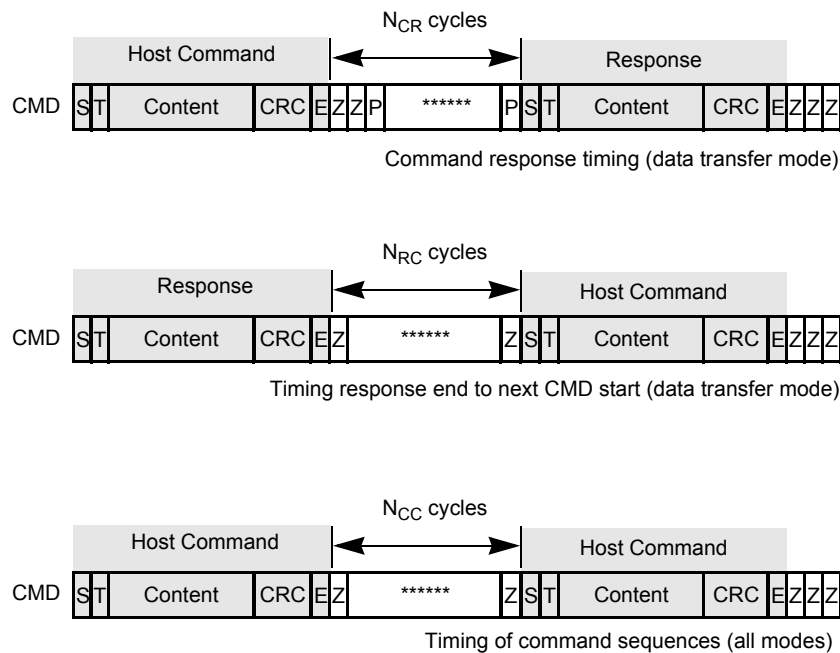 N_CR cycles
Host Command Response
CMD S T Content CRC E Z Z P ****** P S T Content CRC E Z Z Z
Command response timing (data transfer mode)
N_RC cycles
Response Host Command
CMD S T Content CRC E Z ****** Z S T Content CRC E Z Z Z
Timing response end to next CMD start (data transfer mode)
N_CC cycles
Host Command Host Command
CMD S T Content CRC E Z ****** Z S T Content CRC E Z Z Z
Timing of command sequences (all modes)